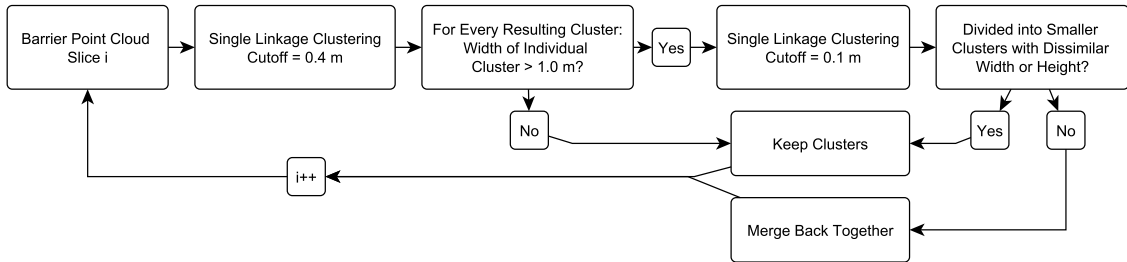 Barrier Point Cloud
Slice i
Single Linkage Clustering
Cutoff = 0.4 m
For Every Resulting Cluster:
Width of Individual
Cluster > 1.0 m?
Yes
Single Linkage Clustering
Cutoff = 0.1 m
Divided into Smaller
Clusters with Dissimilar
Width or Height?
No
Keep Clusters
Yes
No
i++
Merge Back Together